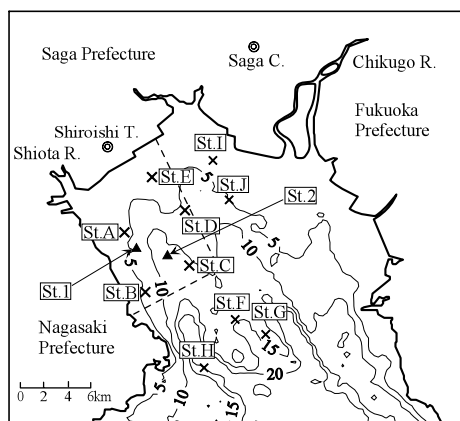 Saga Prefecture
Saga C.
Chikugo R.
Fukuoka
Prefecture
Shiroishi T.
Shiota R.
St.I
St.E
5
St.J
St.2
St.D
St.A
5
10
5
St.C
St.1
St.B
10
Nagasaki
Prefecture
St.F
St.G
15
St.H
20
5
10
15
0 2 4 6km